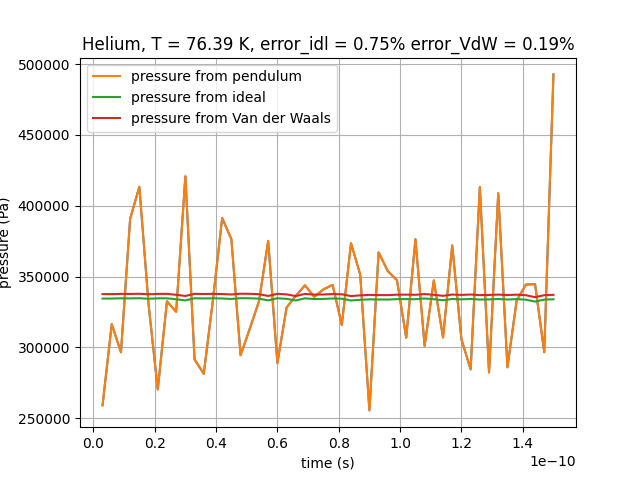 Helium, T = 76.39 K, error_idl = 0.75% error_VdW = 0.19%
pressure from pendulum
pressure from ideal
pressure from Van der Waals
500000
450000
400000
350000
300000
250000
pressure (Pa)
0.0 0.2 0.4 0.6 0.8 1.0 1.2 1.4
1e−10
time (s)